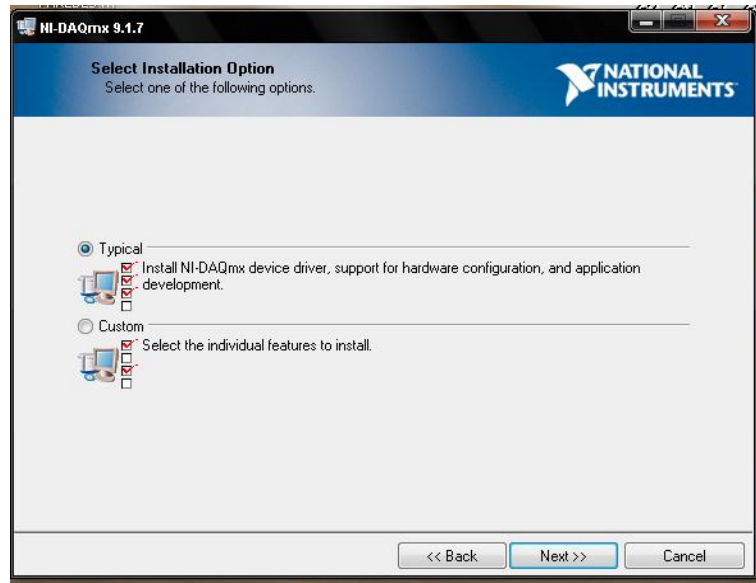 NI-DAQmx 9.1.7
Select Installation Option
Select one of the following options.
NATIONAL
INSTRUMENTS
Typical
Install NI-DAQmx device driver, support for hardware configuration, and application
development.
Custom
Select the individual features to install.
<< Back
Next >>
Cancel